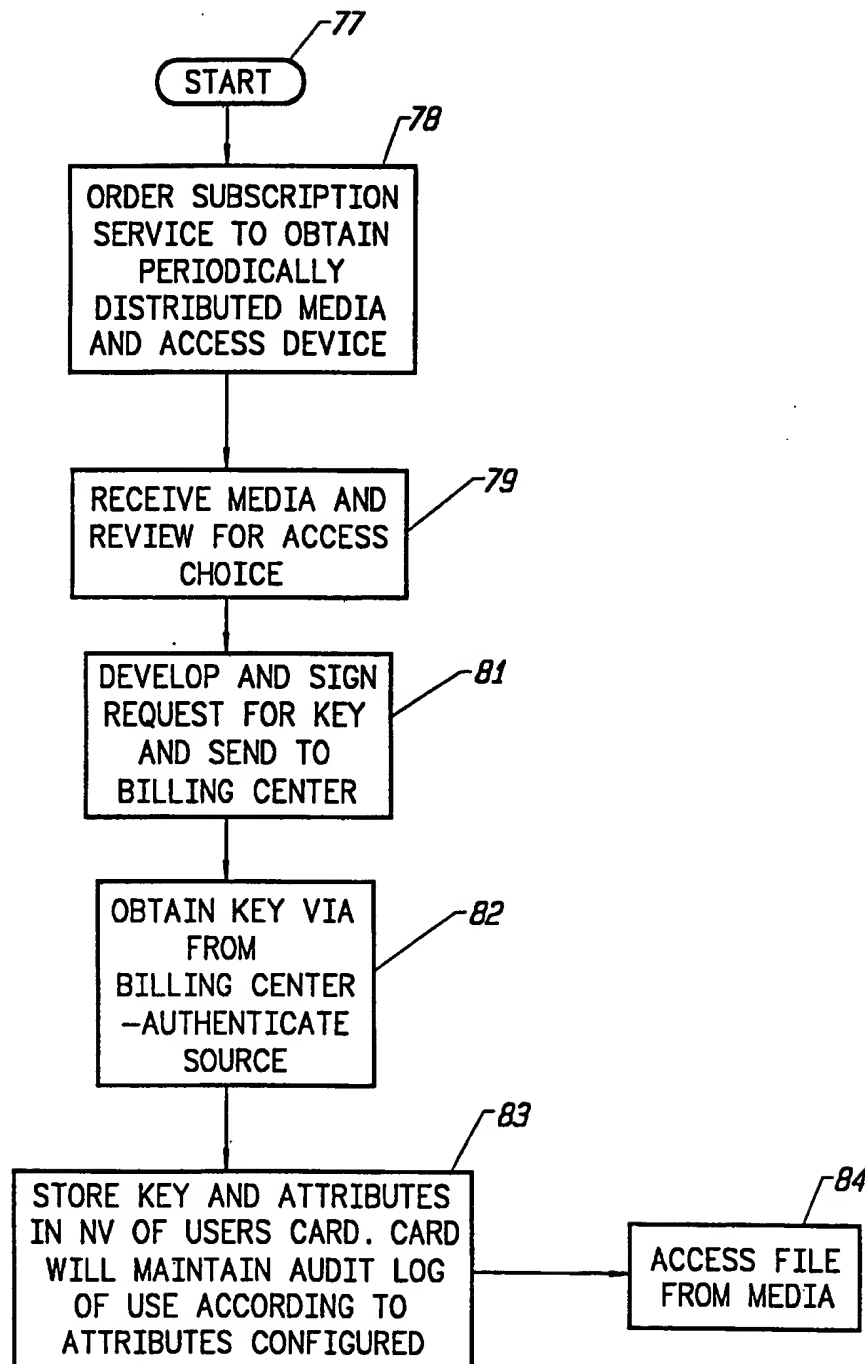 77
START
78
ORDER SUBSCRIPTION
SERVICE TO OBTAIN
PERIODICALLY
DISTRIBUTED MEDIA
AND ACCESS DEVICE
79
RECEIVE MEDIA AND
REVIEW FOR ACCESS
CHOICE
81
DEVELOP AND SIGN
REQUEST FOR KEY
AND SEND TO
BILLING CENTER
82
OBTAIN KEY VIA
FROM
BILLING CENTER
–AUTHENTICATE
SOURCE
83
STORE KEY AND ATTRIBUTES
IN NV OF USERS CARD. CARD
WILL MAINTAIN AUDIT LOG
OF USE ACCORDING TO
ATTRIBUTES CONFIGURED
84
ACCESS FILE
FROM MEDIA